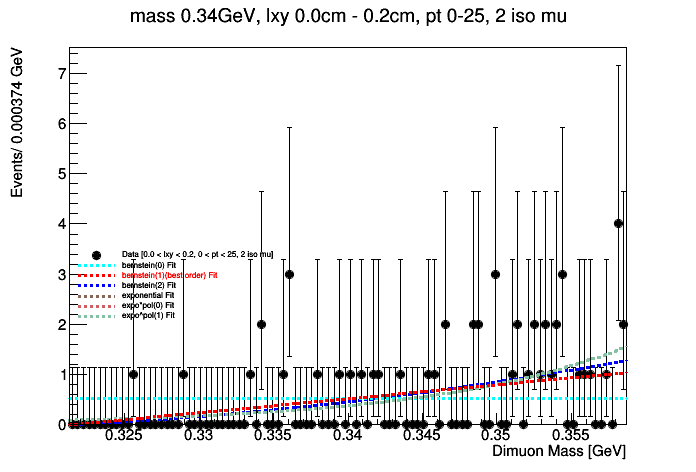 mass 0.34GeV, lxy 0.0cm - 0.2cm, pt 0-25, 2 iso mu
Events/ 0.000374 GeV
7
6
5
4
3
2
1
0
Data [0.0 < lxy < 0.2, 0 < pt < 25, 2 iso mu]
bernstein(0) Fit
bernstein(1)(best order) Fit
bernstein(2) Fit
exponential Fit
expo*pol(0) Fit
expo*pol(1) Fit
0.325 0.33 0.335 0.34 0.345 0.35 0.355
Dimuon Mass [GeV]